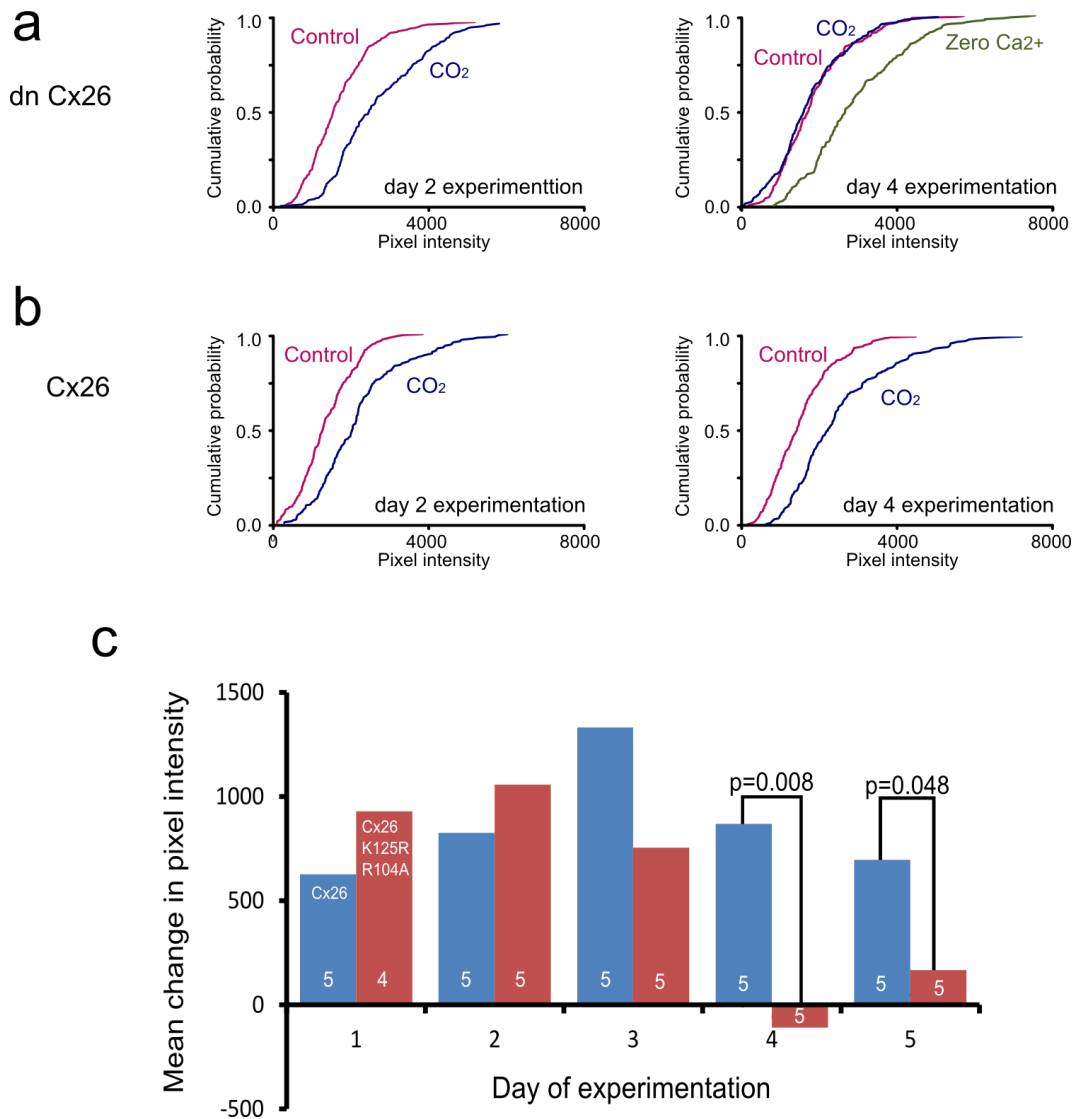 a
dn Cx26
Cumulative probability
1.0
0.5
0.0
Control
CO2
day 2 experimenttion
0
4000
8000
Pixel intensity
Cumulative probability
1.0
0.5
0.0
CO2
Control
Zero Ca2+
day 4 experimentation
0
4000
8000
Pixel intensity
b
Cx26
Cumulative probability
1.0
0.5
0.0
Control
CO2
day 2 experimentation
0
4000
8000
Pixel intensity
Cumulative probability
1.0
0.5
0.0
Control
CO2
day 4 experimentation
0
4000
8000
Pixel intensity
c
Mean change in pixel intensity
1500
1000
500
0
-500
Cx26
Cx26
K125R
R104A
p=0.008
p=0.048
5
4
5
5
5
5
5
5
5
5
1
2
3
4
5
Day of experimentation